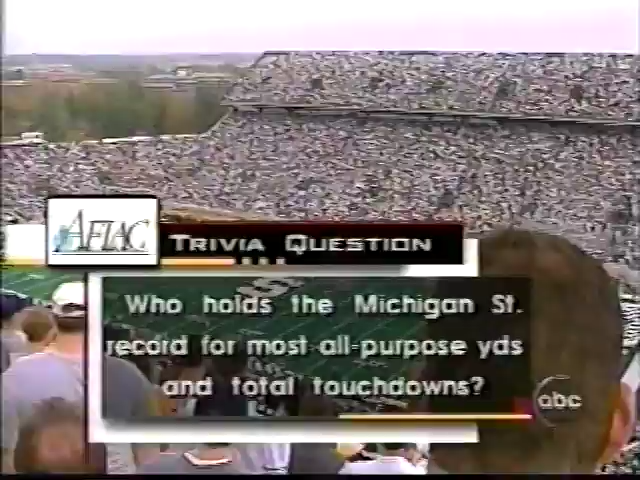 AFLAC
TRIVIA QUESTION
Who holds the Michigan St.
record for most all-purpose yds
and total touchdowns?
abc